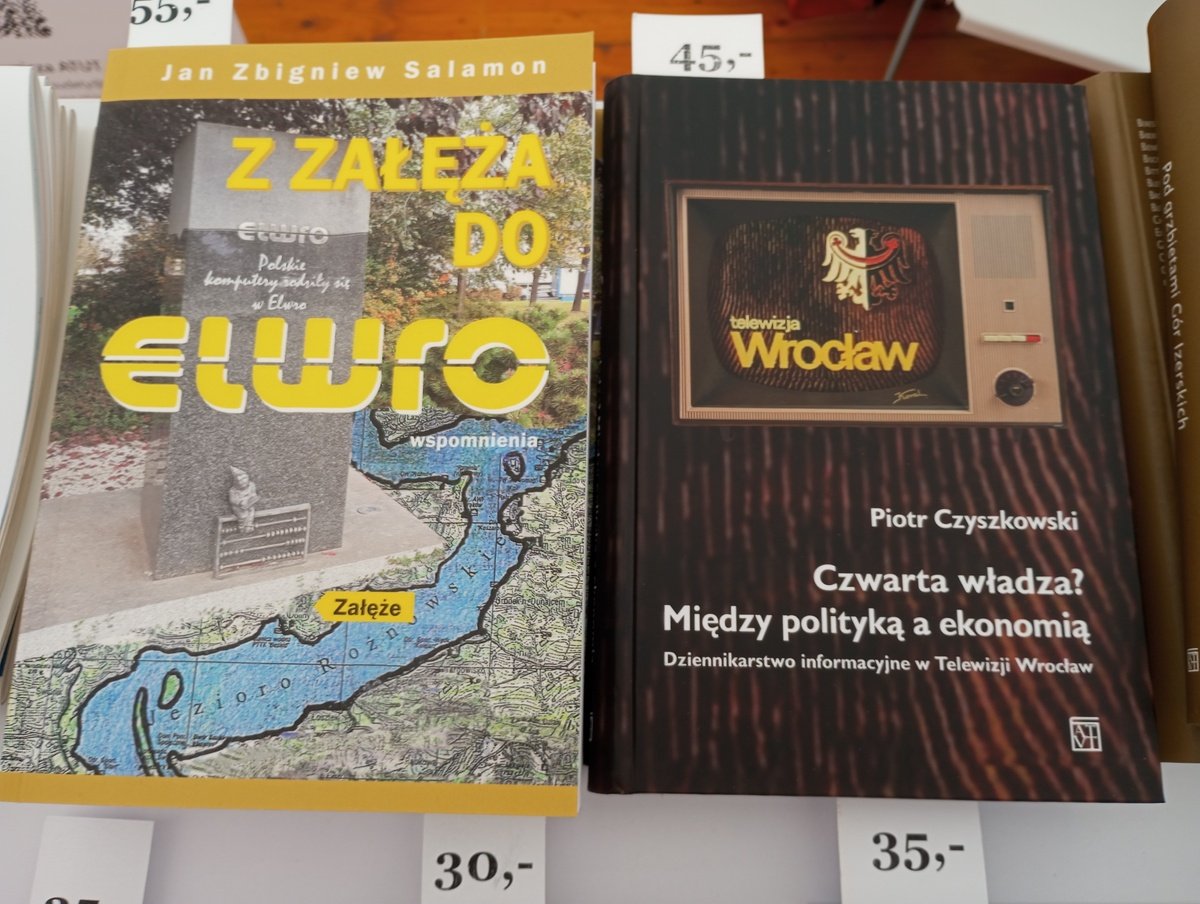 55,-
45,-
Jan Zbigniew Salamon
Z ZAŁĘŻA
DO
elwro
Polskie
komputery rodziły się
w Elwro
elwro
wspomnienia
Załęże
Jezioro Rożnowskie
telewizja
Wrocław
Piotr Czyszkowski
Czwarta władza?
Między polityką a ekonomią
Dziennikarstwo informacyjne w Telewizji Wrocław
Pod grzbietami Gór Izerskich
30,-
35,-